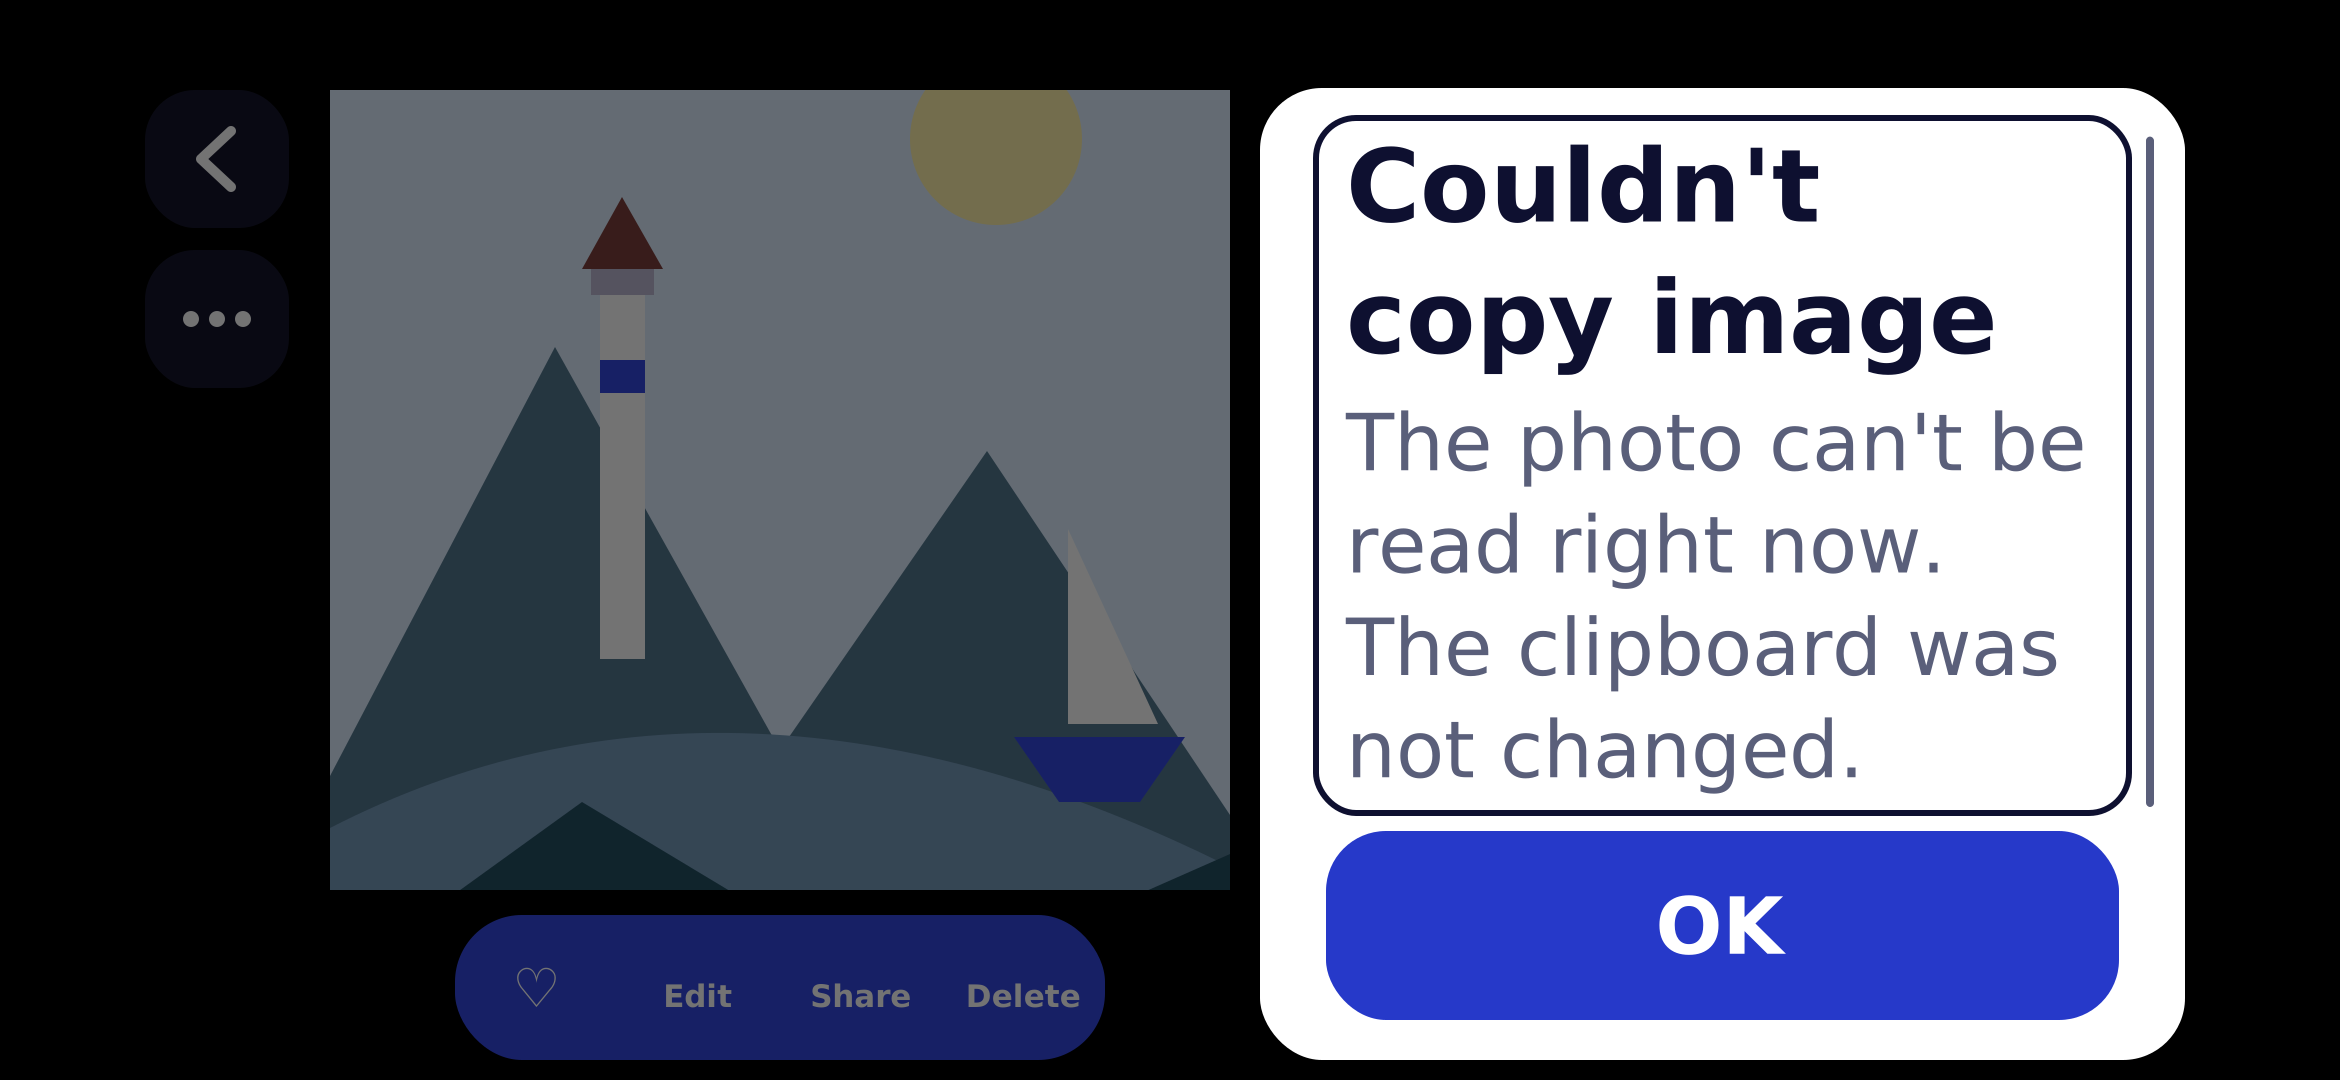 Couldn't
copy image
The photo can't be
read right now.
The clipboard was
not changed.
OK
♡ Edit Share Delete